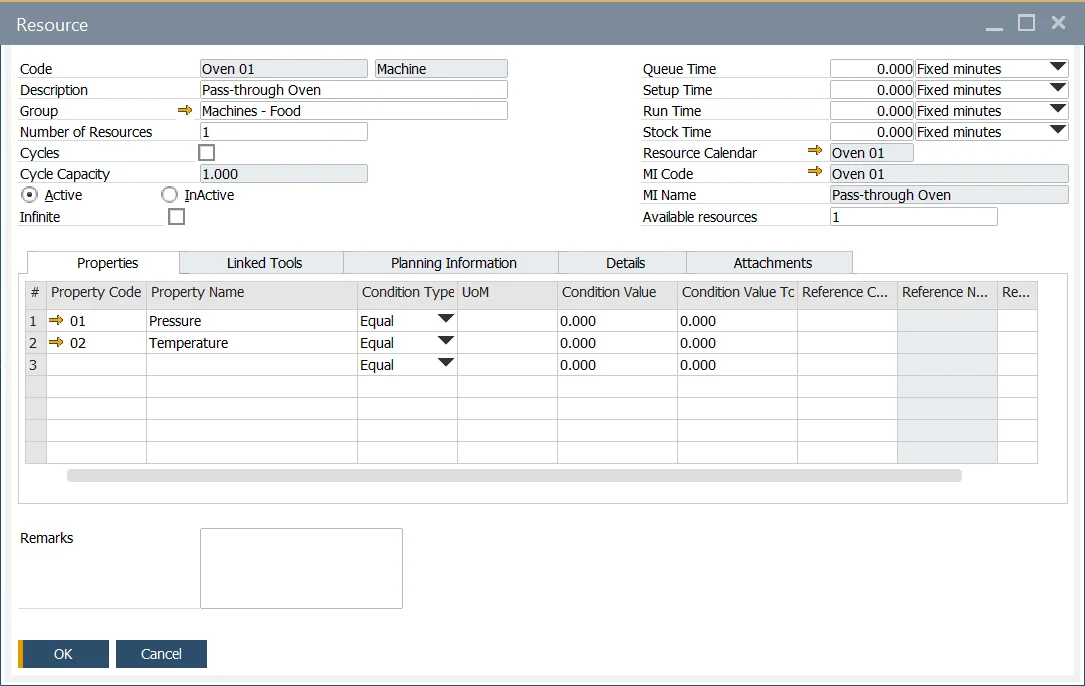 Resource
Code Oven 01 Machine
Description Pass-through Oven
Group Machines - Food
Number of Resources 1
Cycles
Cycle Capacity 1.000
Active InActive
Infinite
Queue Time 0.000 Fixed minutes
Setup Time 0.000 Fixed minutes
Run Time 0.000 Fixed minutes
Stock Time 0.000 Fixed minutes
Resource Calendar Oven 01
MI Code Oven 01
MI Name Pass-through Oven
Available resources 1
Properties Linked Tools Planning Information Details Attachments
# Property Code Property Name Condition Type UoM Condition Value Condition Value To Reference C... Reference N... Re...
1 01 Pressure Equal 0.000 0.000
2 02 Temperature Equal 0.000 0.000
3 Equal 0.000 0.000
Remarks
OK Cancel